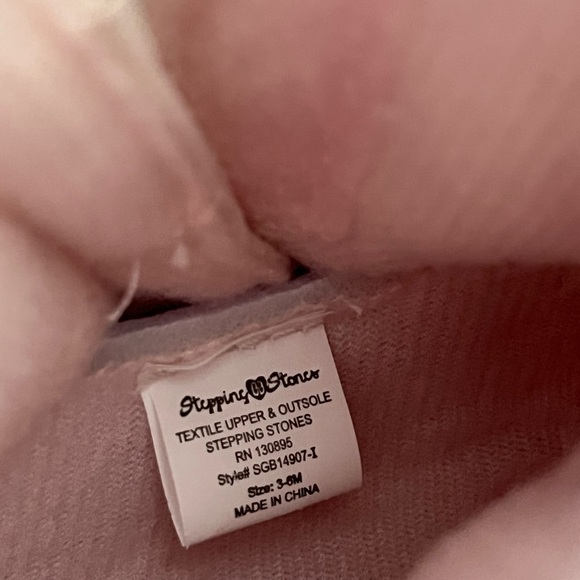 Stepping Stones
TEXTILE UPPER & OUTSOLE
STEPPING STONES
RN 130895
Style# SGB14907-I
Size: 3-6M
MADE IN CHINA